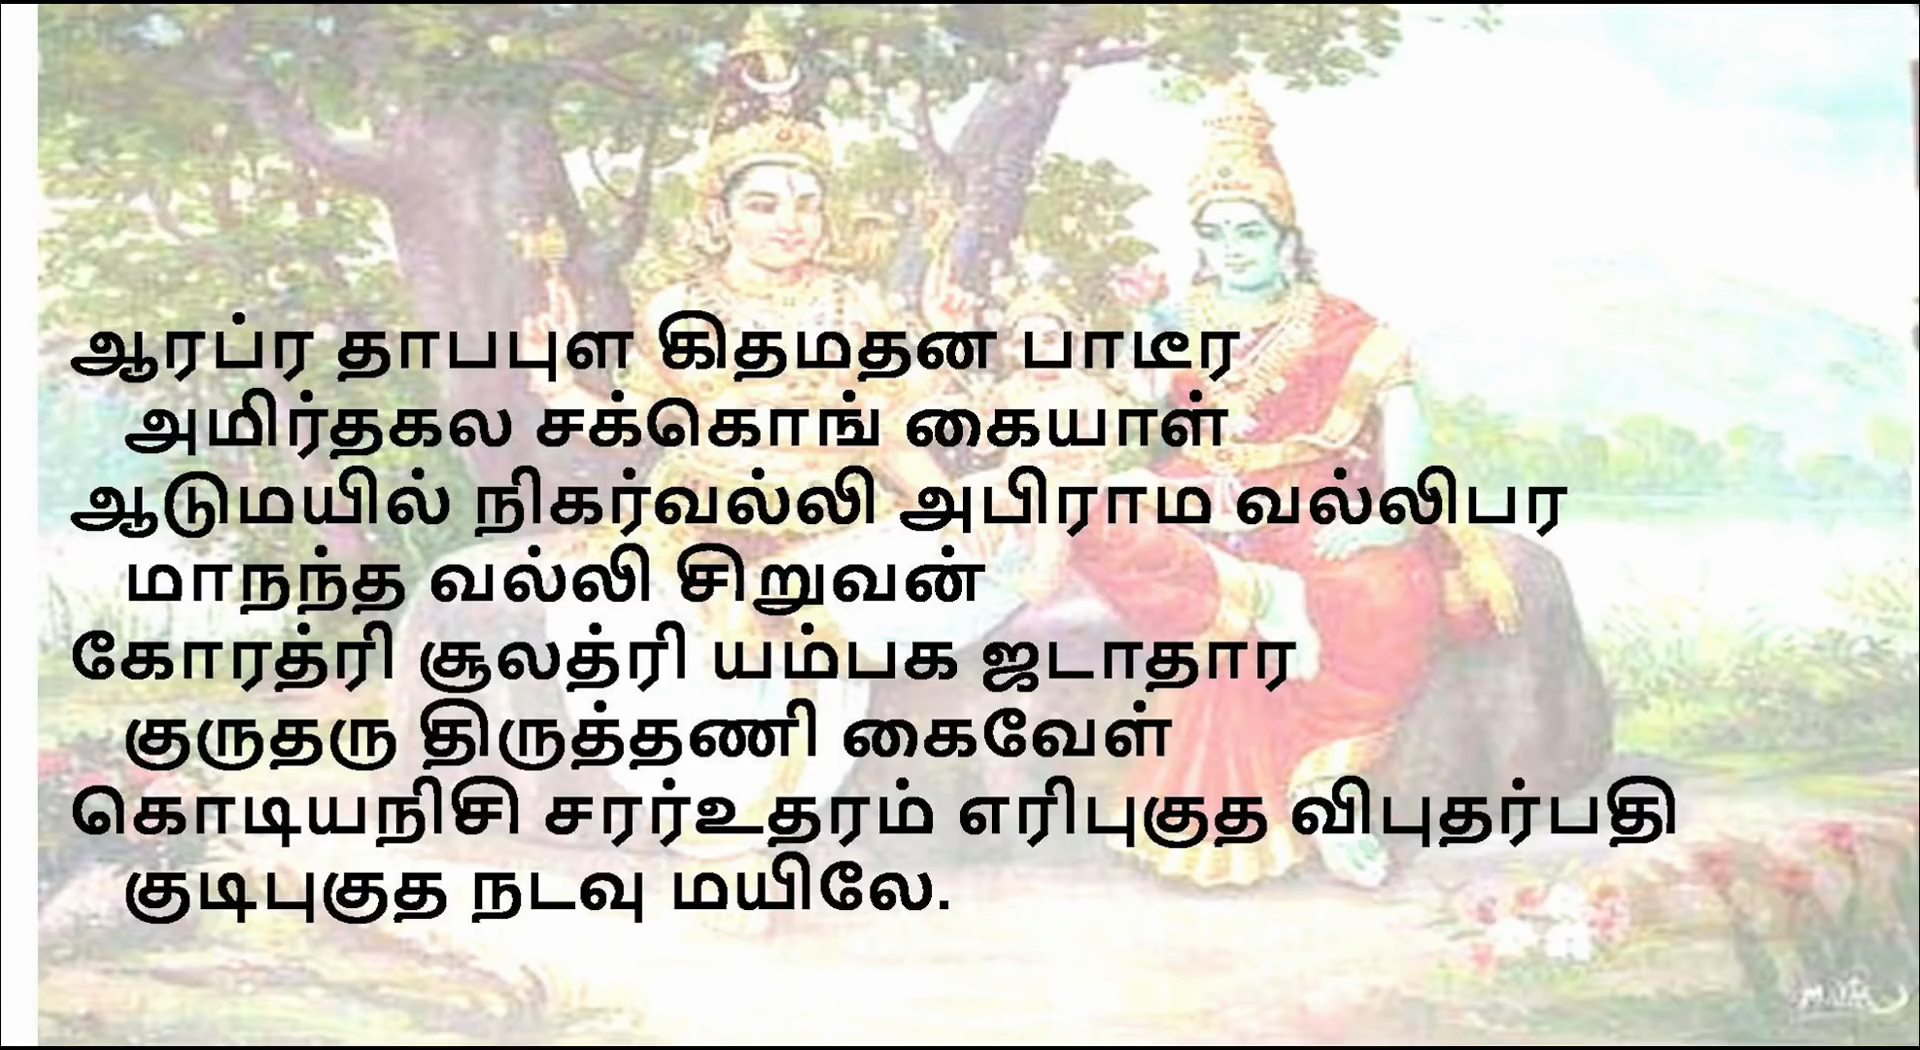 ஆரப்ர தாபபுள கிதமதன பாடீர
அமிர்தகல சக்கொங் கையாள்
ஆடுமயில் நிகர்வல்லி அபிராம வல்லிபர
மாநந்த வல்லி சிறுவன்
கோரத்ரி சூலத்ரி யம்பக ஜடாதார
குருதரு திருத்தணி கைவேள்
கொடியநிசி சரர்உதரம் எரிபுகுத விபுதர்பதி
குடிபுகுத நடவு மயிலே.